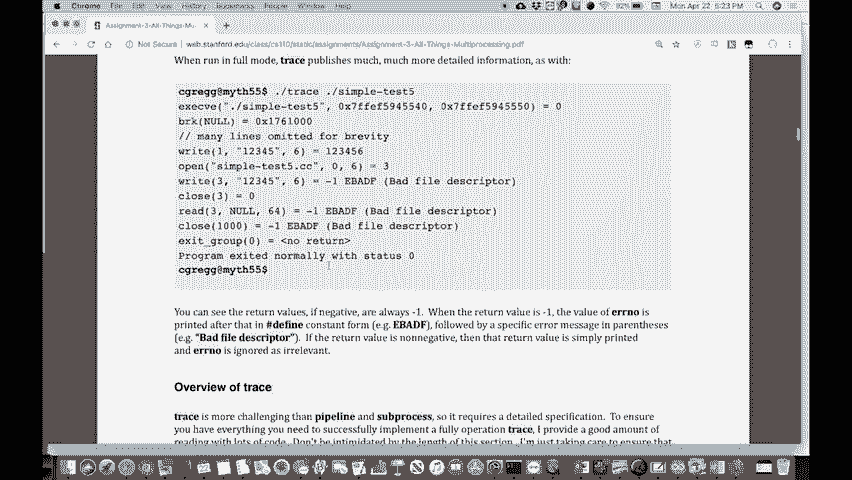 Chrome File Edit View History Bookmarks People Window Help
92% Mon Apr 22 5:23 PM
Assignment-3-All-Things-Mu
Not Secure | web.stanford.edu/class/cs110/static/assignments/Assignment-3-All-Things-Multiprocessing.pdf
When run in full mode, trace publishes much, much more detailed information, as with:
cgregg@myth55$ ./trace ./simple-test5
execve("./simple-test5", 0x7ffef5945540, 0x7ffef5945550) = 0
brk(NULL) = 0x1761000
// many lines omitted for brevity
write(1, "12345", 6) = 123456
open("simple-test5.cc", 0, 6) = 3
write(3, "12345", 6) = -1 EBADF (Bad file descriptor)
close(3) = 0
read(3, NULL, 64) = -1 EBADF (Bad file descriptor)
close(1000) = -1 EBADF (Bad file descriptor)
exit_group(0) = <no return>
Program exited normally with status 0
cgregg@myth55$
You can see the return values, if negative, are always -1. When the return value is -1, the value of errno is
printed after that in #define constant form (e.g. EBADF), followed by a specific error message in parentheses
(e.g. "Bad file descriptor"). If the return value is nonnegative, then that return value is simply printed
and errno is ignored as irrelevant.
Overview of trace
trace is more challenging than pipeline and subprocess, so it requires a detailed specification. To ensure
you have everything you need to successfully implement a fully operation trace, I provide a good amount of
reading with lots of code. Don't be intimidated by the length of this section. I'm just taking care to ensure that